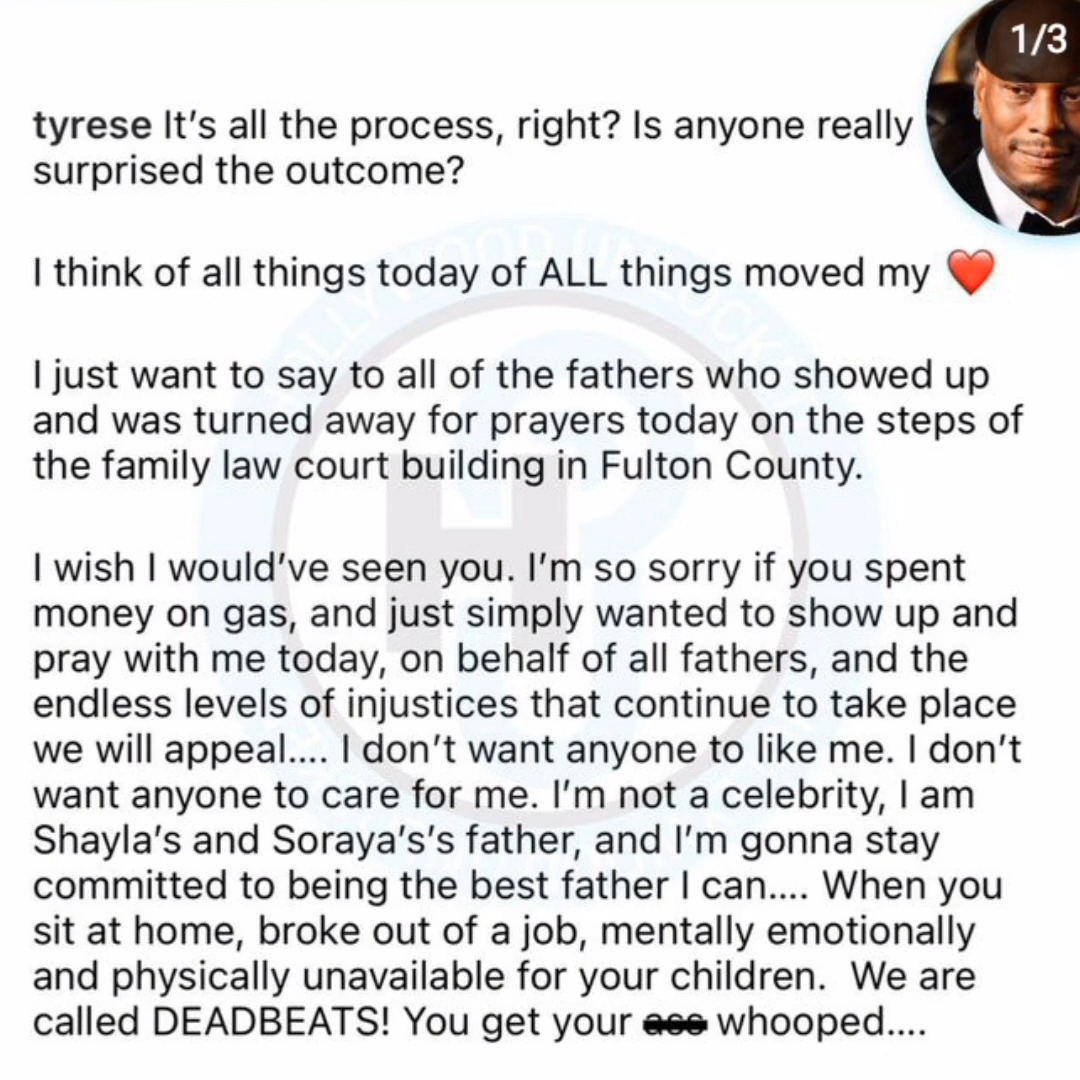 1/3
tyrese It's all the process, right? Is anyone really
surprised the outcome?
I think of all things today of ALL things moved my ❤️
I just want to say to all of the fathers who showed up
and was turned away for prayers today on the steps of
the family law court building in Fulton County.
I wish I would've seen you. I'm so sorry if you spent
money on gas, and just simply wanted to show up and
pray with me today, on behalf of all fathers, and the
endless levels of injustices that continue to take place
we will appeal.... I don't want anyone to like me. I don't
want anyone to care for me. I'm not a celebrity, I am
Shayla's and Soraya's's father, and I'm gonna stay
committed to being the best father I can.... When you
sit at home, broke out of a job, mentally emotionally
and physically unavailable for your children.  We are
called DEADBEATS! You get your ass whooped....
HOLLYWOOD UNLOCKED